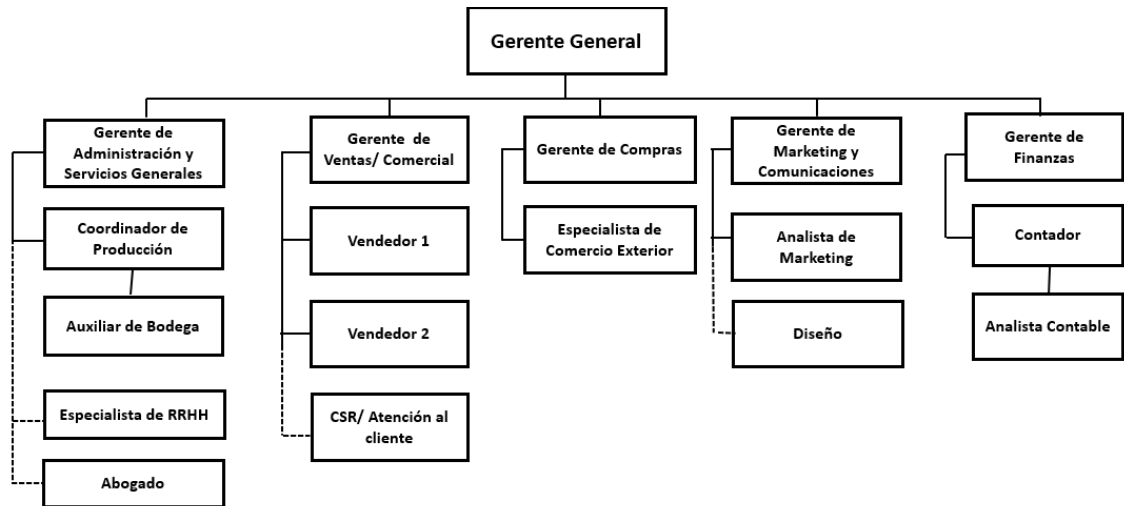 Gerente General
Gerente de
Administración y
Servicios Generales
Coordinador de
Producción
Auxiliar de Bodega
Especialista de RRHH
Abogado
Gerente de
Ventas/ Comercial
Vendedor 1
Vendedor 2
CSR/ Atención al
cliente
Gerente de Compras
Especialista de
Comercio Exterior
Gerente de
Marketing y
Comunicaciones
Analista de
Marketing
Diseño
Gerente de
Finanzas
Contador
Analista Contable